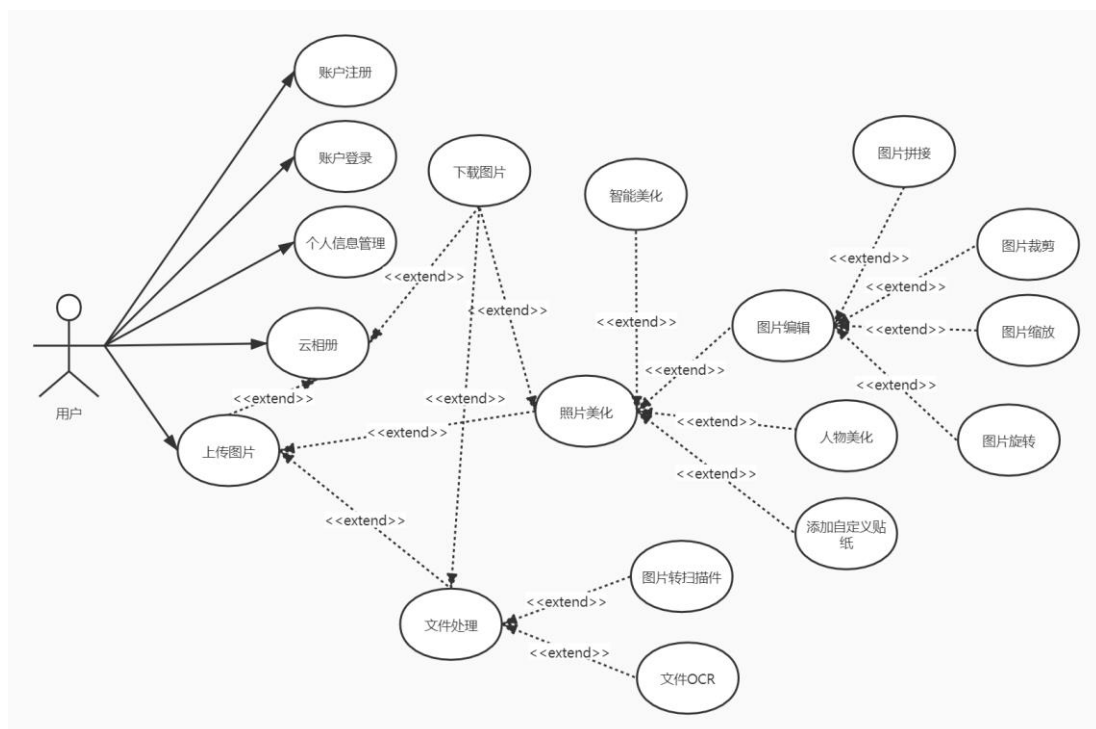 账户注册
账户登录
下载图片
图片拼接
智能美化
个人信息管理
图片裁剪
<<extend>>
<<extend>>
<<extend>>
<<extend>>
<<extend>>
图片编辑
<<extend>>
图片缩放
云相册
<<extend>>
<<extend>>
<<extend>>
<<extend>>
用户
照片美化
<<extend>>
<<extend>>
人物美化
上传图片
图片旋转
<<extend>>
<<extend>>
添加自定义贴
纸
图片转扫描件
<<extend>>
文件处理
<<extend>>
文件OCR